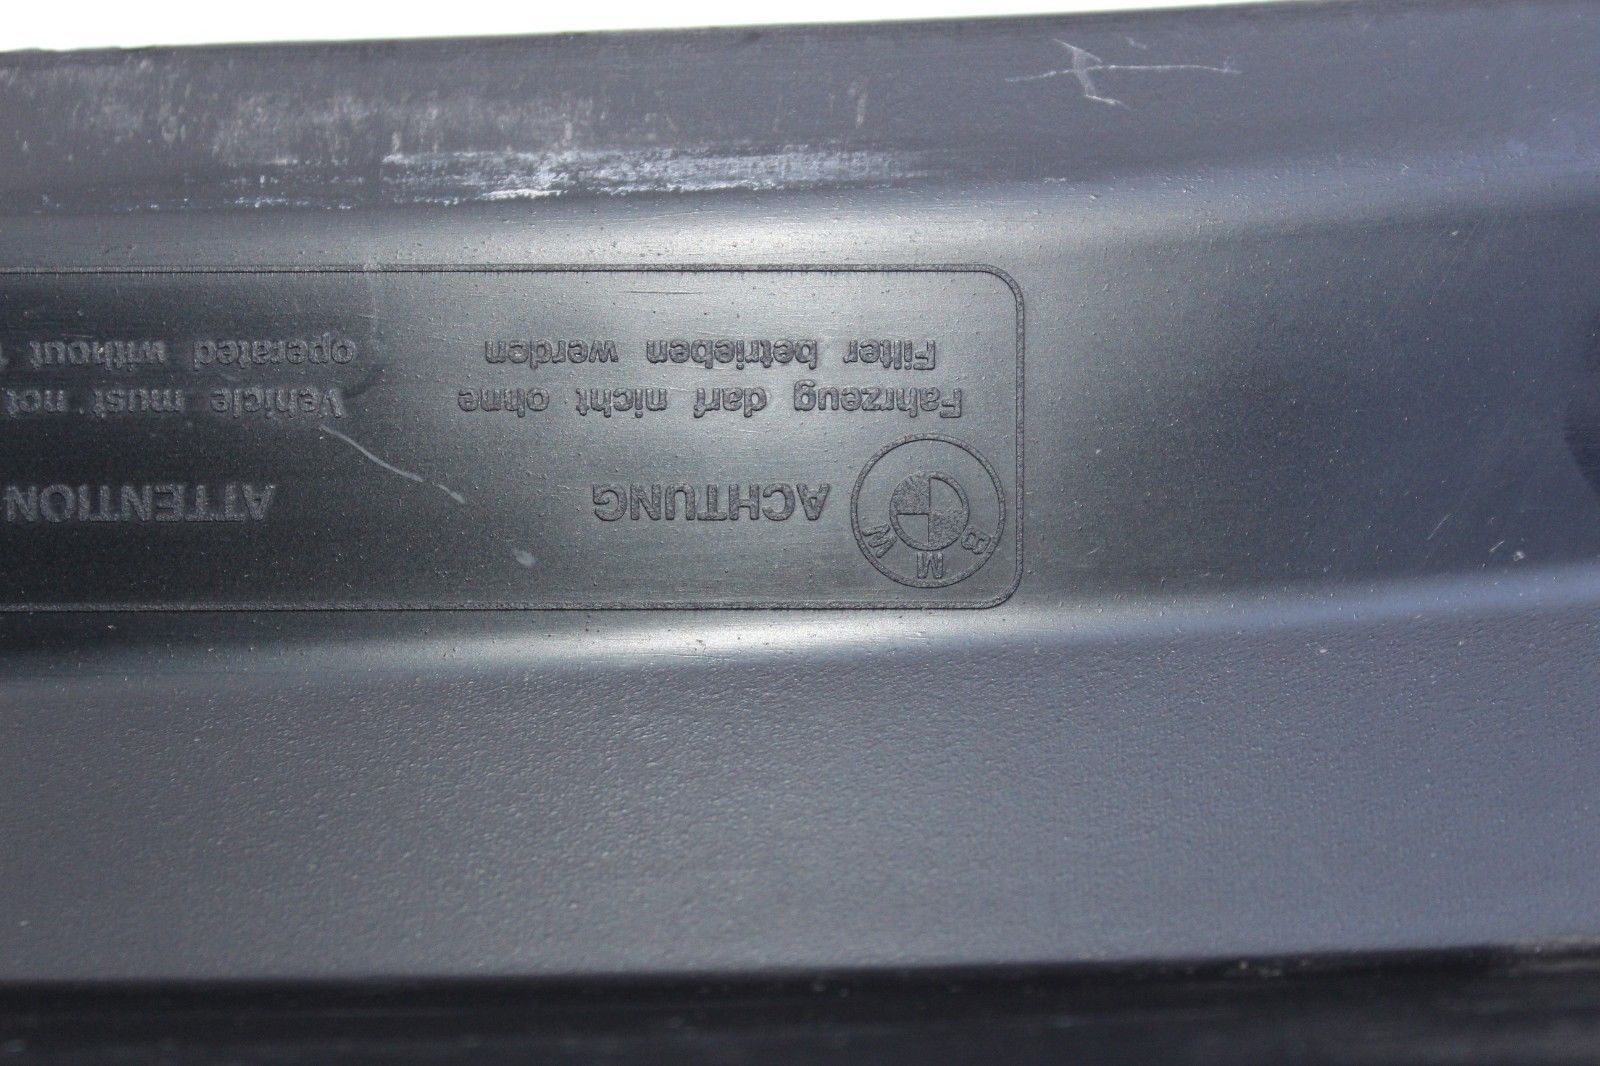 BMW
ACHTUNG
Fahrzeug darf nicht ohne
Filter betrieben werden
ATTENTION
Vehicle must not
operated without